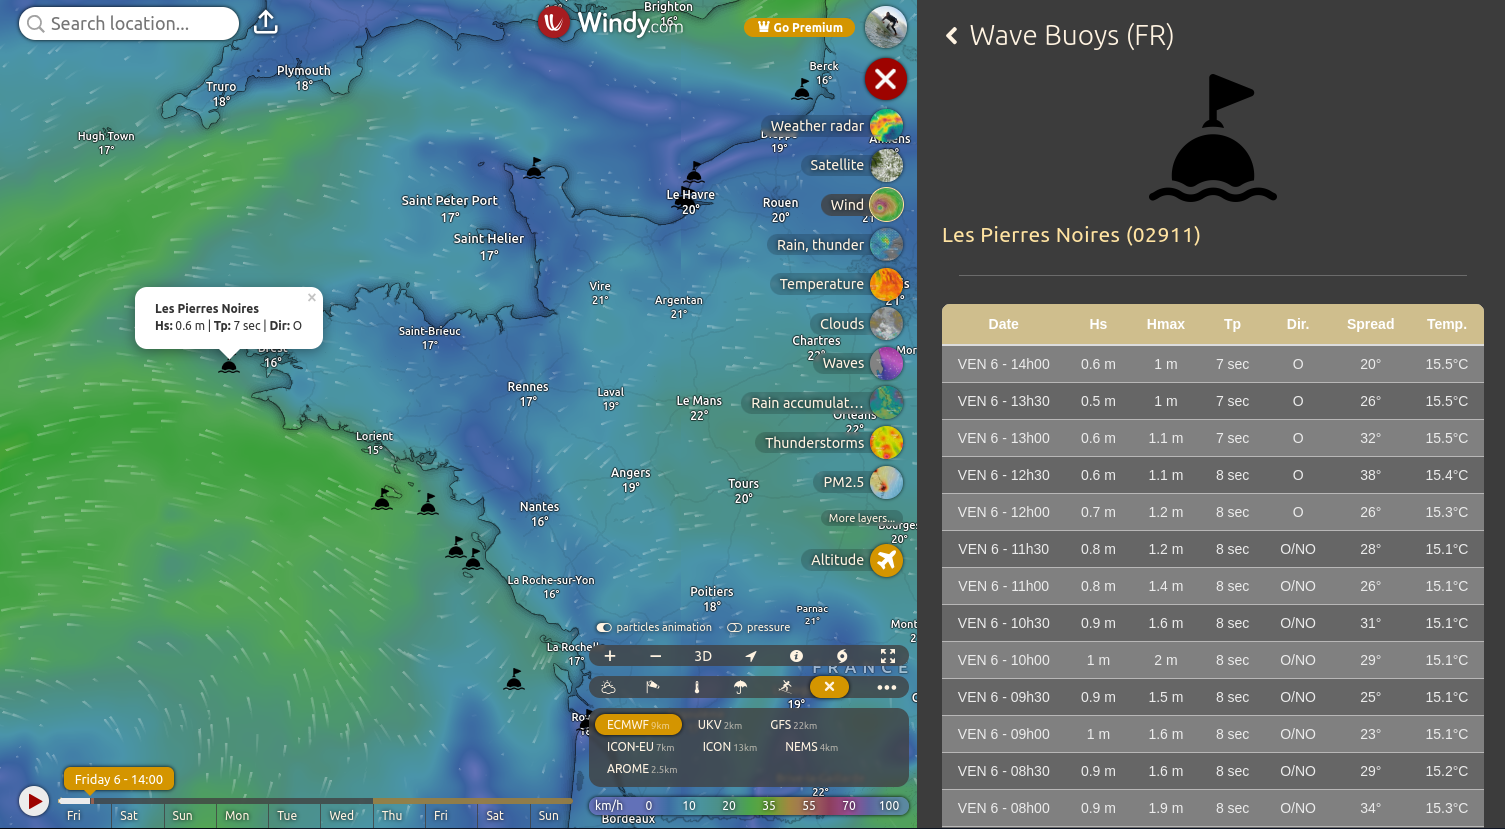 Search location...
Windy.com
Go Premium
Brighton
16°
Plymouth
18°
Truro
18°
Hugh Town
17°
Berck
16°
Weather radar
19°
Satellite
Saint Peter Port
17°
Saint Helier
17°
Le Havre
20°
Rouen
20°
Wind
21°
Rain, thunder
Temperature
21°
Vire
21°
Argentan
21°
Clouds
Chartres
Les Pierres Noires
Hs: 0.6 m | Tp: 7 sec | Dir: O
×
Brest
16°
Saint-Brieuc
17°
Waves
Rennes
17°
Laval
19°
Le Mans
22°
Rain accumulat...
Orléans
22°
Lorient
15°
Thunderstorms
Angers
19°
Tours
20°
PM2.5
Nantes
16°
More layers...
Bourges
20°
Altitude
La Roche-sur-Yon
16°
Poitiers
18°
Parnac
21°
particles animation
pressure
La Rochell
17°
3D
FRANCE
19°
ECMWF 9km
UKV 2km
GFS 22km
ICON-EU 7km
ICON 13km
NEMS 4km
AROME 2.5km
22°
km/h 0 10 20 35 55 70 100
Bordeaux
Friday 6 - 14:00
Fri Sat Sun Mon Tue Wed Thu Fri Sat Sun
Wave Buoys (FR)
Les Pierres Noires (02911)
Date Hs Hmax Tp Dir. Spread Temp.
VEN 6 - 14h00 0.6 m 1 m 7 sec O 20° 15.5°C
VEN 6 - 13h30 0.5 m 1 m 7 sec O 26° 15.5°C
VEN 6 - 13h00 0.6 m 1.1 m 7 sec O 32° 15.5°C
VEN 6 - 12h30 0.6 m 1.1 m 8 sec O 38° 15.4°C
VEN 6 - 12h00 0.7 m 1.2 m 8 sec O 26° 15.3°C
VEN 6 - 11h30 0.8 m 1.2 m 8 sec O/NO 28° 15.1°C
VEN 6 - 11h00 0.8 m 1.4 m 8 sec O/NO 26° 15.1°C
VEN 6 - 10h30 0.9 m 1.6 m 8 sec O/NO 31° 15.1°C
VEN 6 - 10h00 1 m 2 m 8 sec O/NO 29° 15.1°C
VEN 6 - 09h30 0.9 m 1.5 m 8 sec O/NO 25° 15.1°C
VEN 6 - 09h00 1 m 1.6 m 8 sec O/NO 23° 15.1°C
VEN 6 - 08h30 0.9 m 1.6 m 8 sec O/NO 29° 15.2°C
VEN 6 - 08h00 0.9 m 1.9 m 8 sec O/NO 34° 15.3°C